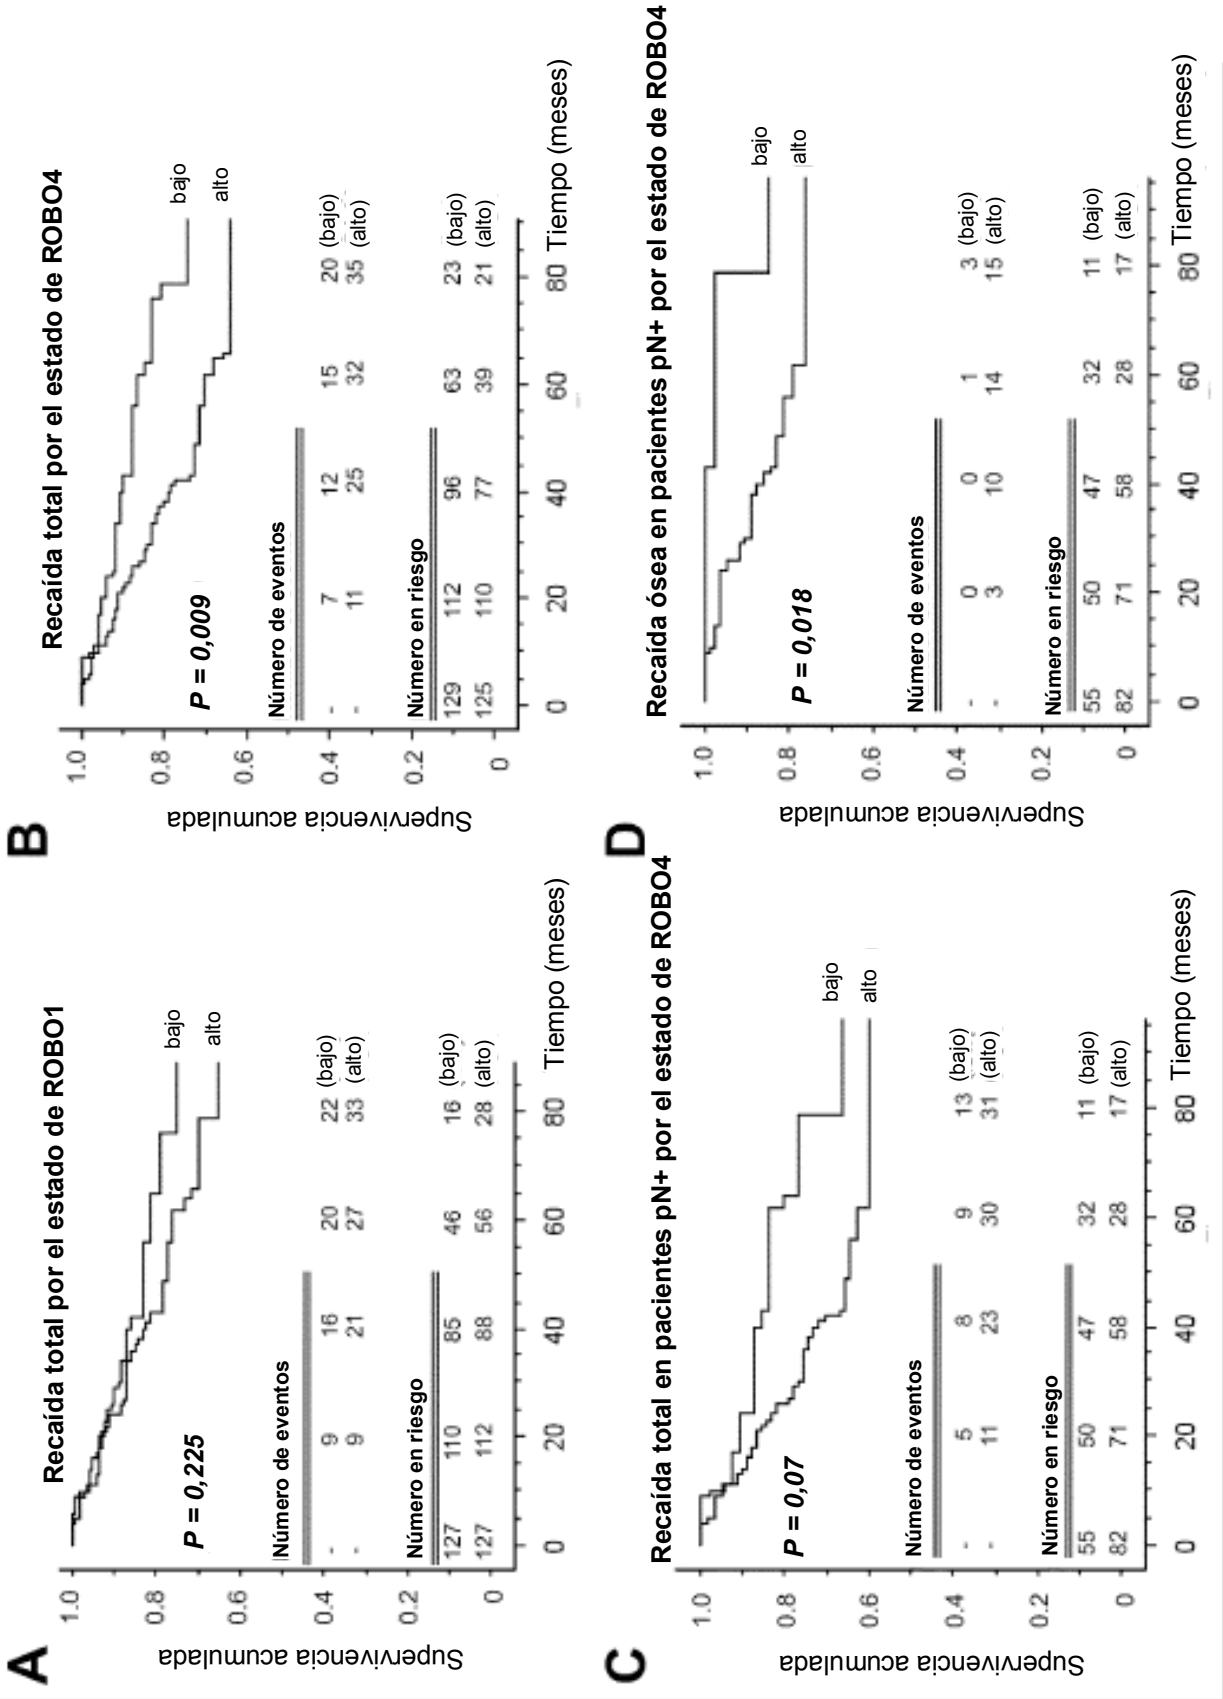 A
Recaída total por el estado de ROBO1
Supervivencia acumulada
1.0
0.8
0.6
0.4
0.2
0
bajo
alto
P = 0,225
Número de eventos
- 9 16 20 22 (bajo)
- 9 21 27 33 (alto)
Número en riesgo
127 110 85 46 16 (bajo)
127 112 88 56 28 (alto)
0 20 40 60 80 Tiempo (meses)
B
Recaída total por el estado de ROBO4
Supervivencia acumulada
1.0
0.8
0.6
0.4
0.2
0
bajo
alto
P = 0,009
Número de eventos
- 7 12 15 20 (bajo)
- 11 25 32 35 (alto)
Número en riesgo
129 112 96 63 23 (bajo)
125 110 77 39 21 (alto)
0 20 40 60 80 Tiempo (meses)
C
Recaída total en pacientes pN+ por el estado de ROBO4
Supervivencia acumulada
1.0
0.8
0.6
0.4
0.2
0
bajo
alto
P = 0,07
Número de eventos
- 5 8 9 13 (bajo)
- 11 23 30 31 (alto)
Número en riesgo
55 50 47 32 11 (bajo)
82 71 58 28 17 (alto)
0 20 40 60 80 Tiempo (meses)
D
Recaída ósea en pacientes pN+ por el estado de ROBO4
Supervivencia acumulada
1.0
0.8
0.6
0.4
0.2
0
bajo
alto
P = 0,018
Número de eventos
- 0 0 1 3 (bajo)
- 3 10 14 15 (alto)
Número en riesgo
55 50 47 32 11 (bajo)
82 71 58 28 17 (alto)
0 20 40 60 80 Tiempo (meses)